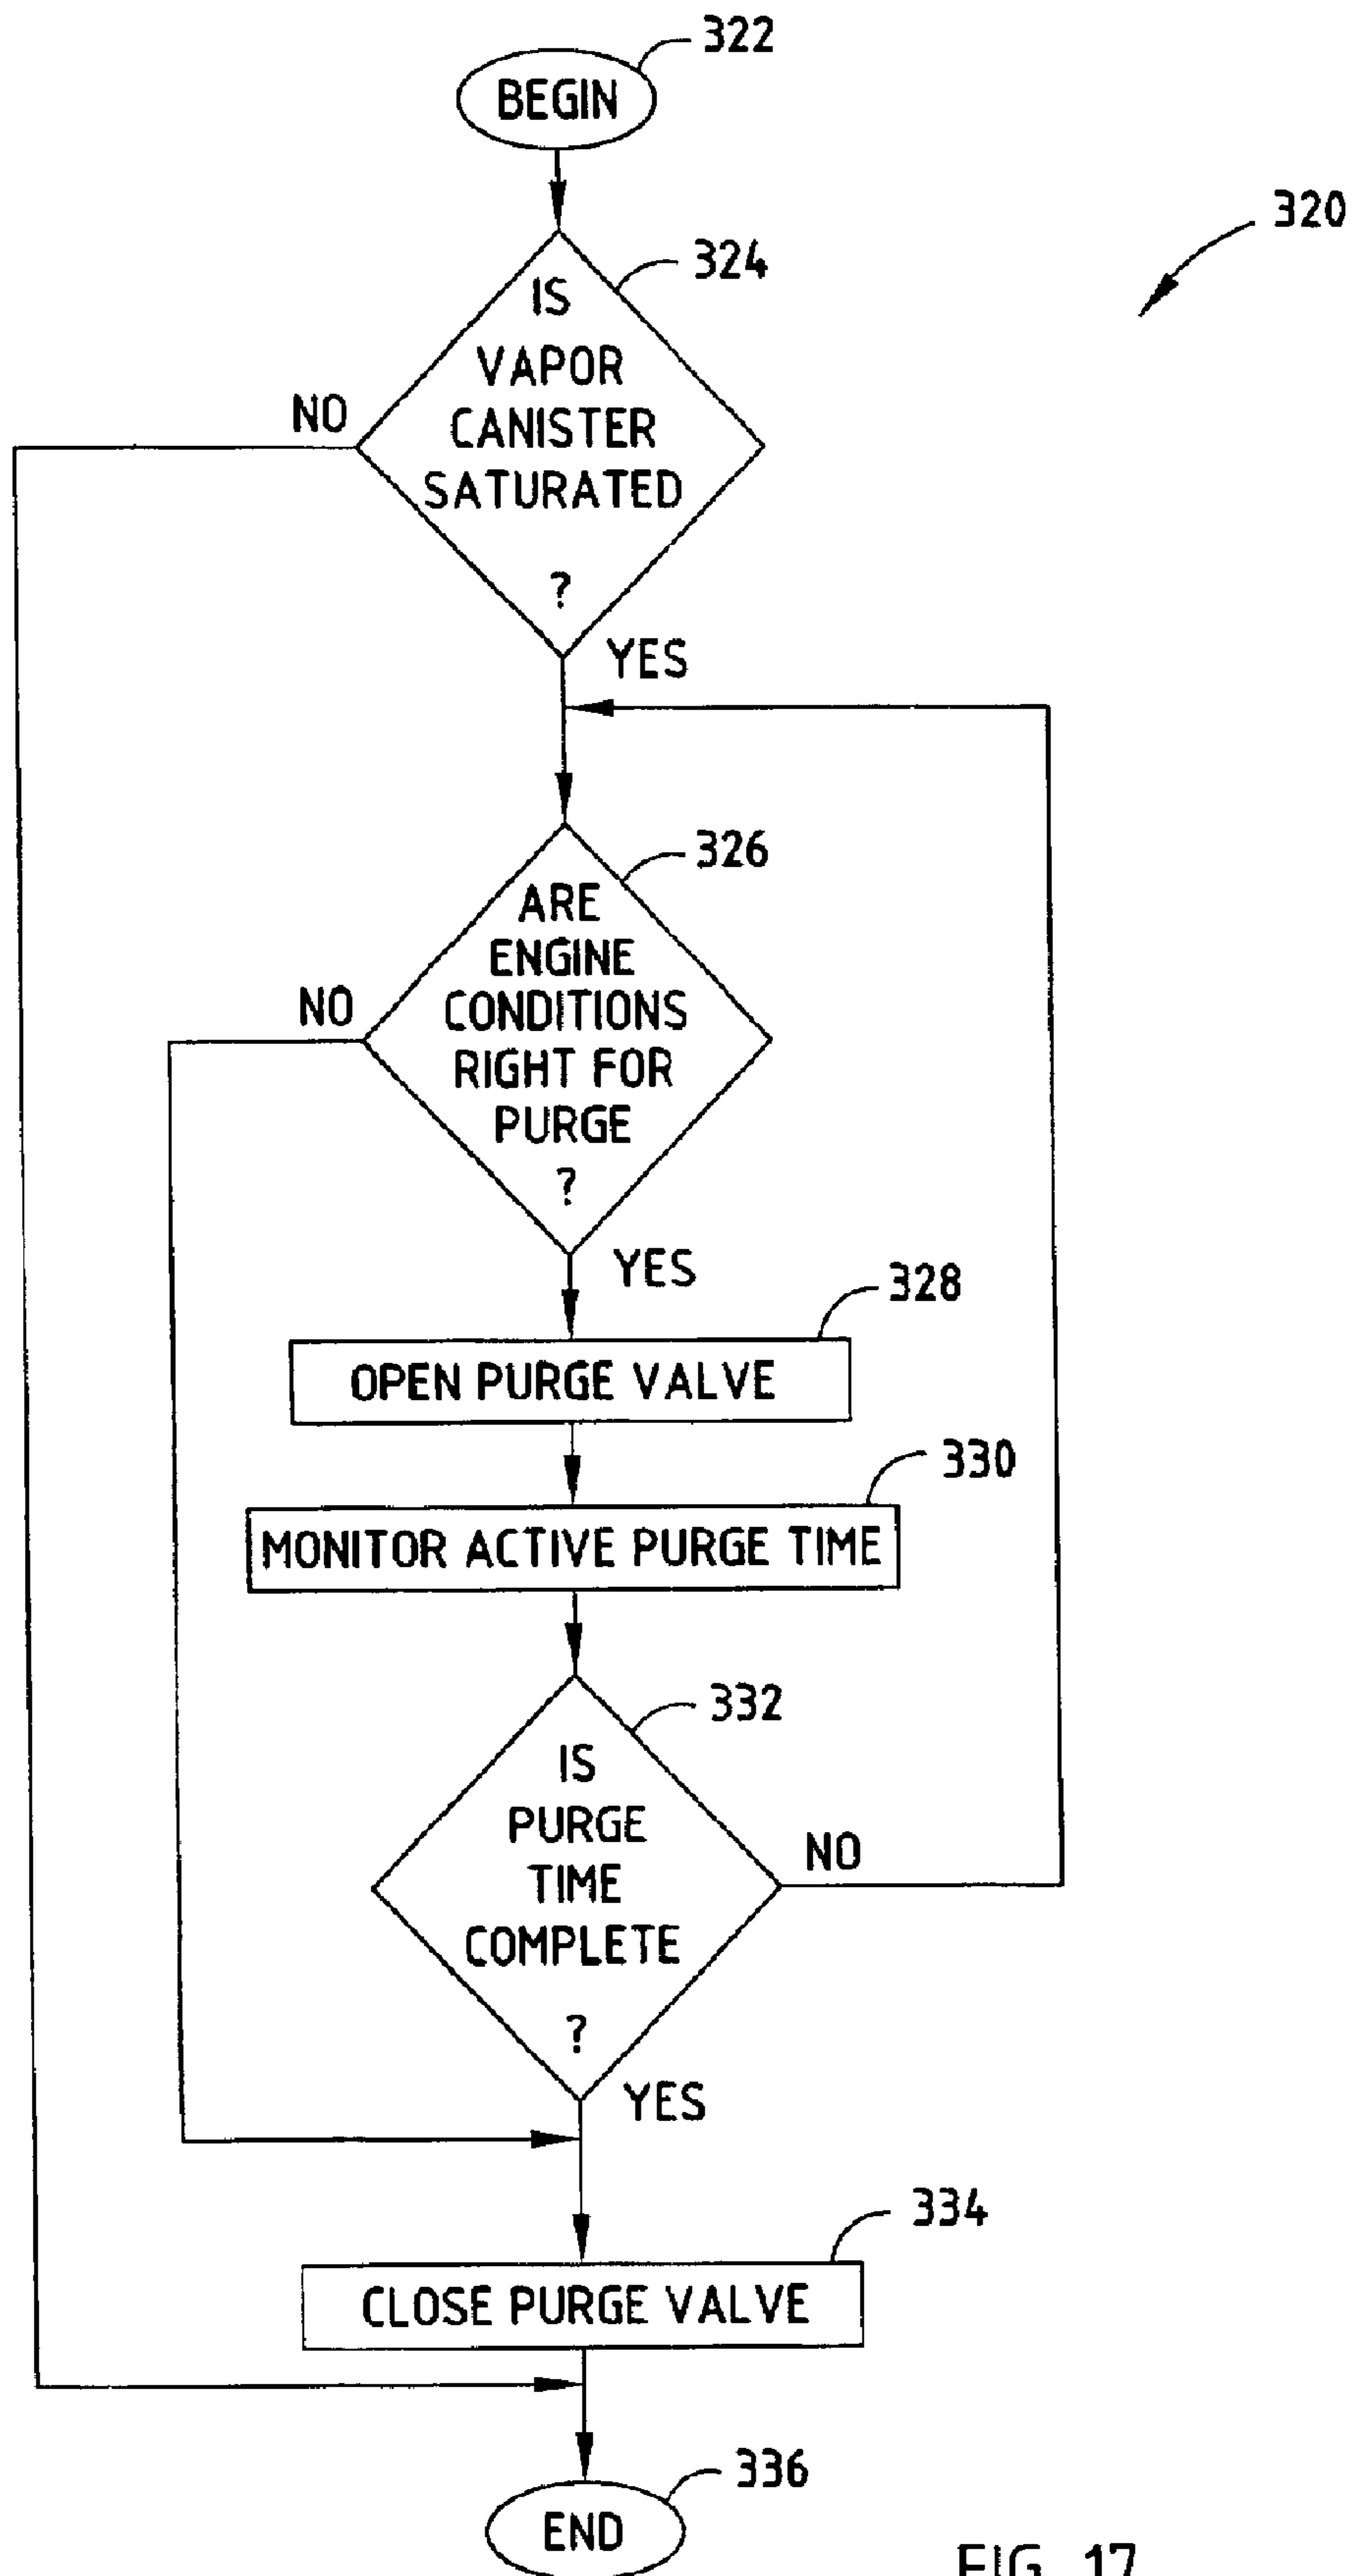 322
BEGIN
320
324
IS
VAPOR
CANISTER
SATURATED
?
NO
YES
326
ARE
ENGINE
CONDITIONS
RIGHT FOR
PURGE
?
NO
YES
328
OPEN PURGE VALVE
330
MONITOR ACTIVE PURGE TIME
332
IS
PURGE
TIME
COMPLETE
?
NO
YES
334
CLOSE PURGE VALVE
336
END
FIG. 17